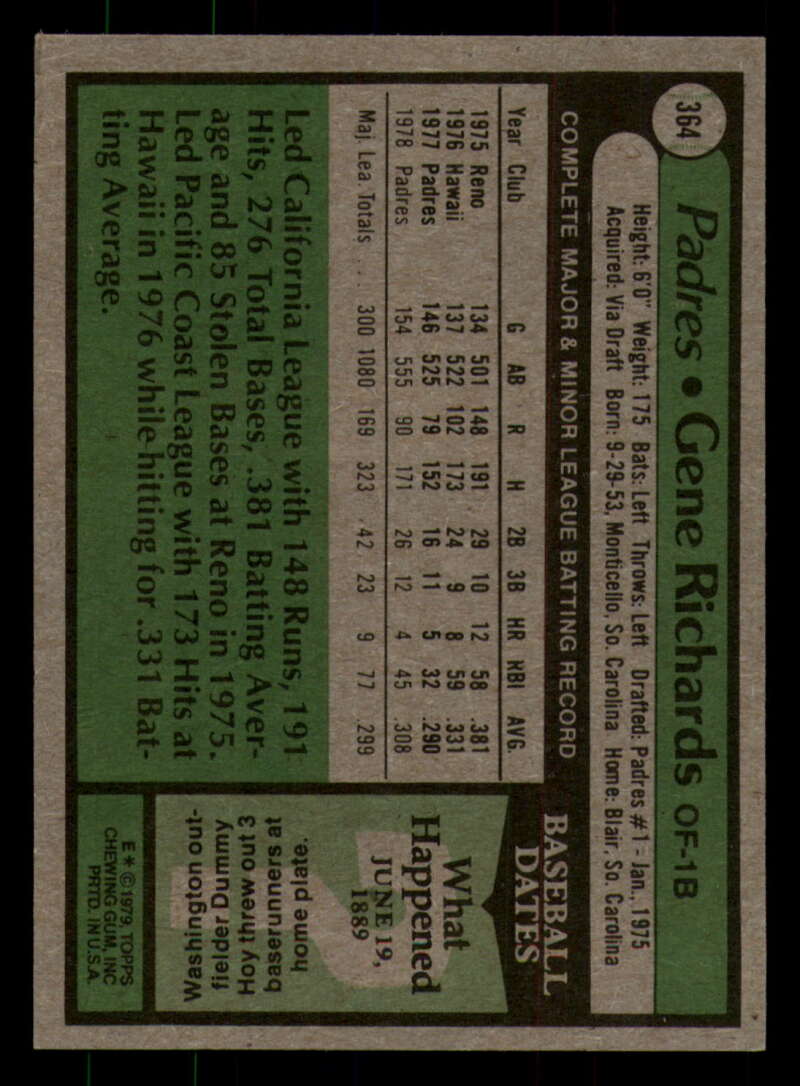 364
Padres • Gene Richards OF-1B
Height: 6'0" Weight: 175 Bats: Left Throws: Left Drafted: Padres #1 - Jan., 1975
Acquired: Via Draft Born: 9-29-53, Monticello, So. Carolina Home: Blair, So. Carolina
COMPLETE MAJOR & MINOR LEAGUE BATTING RECORD
Year Club G AB R H 2B 3B HR RBI AVG.
1975 Reno 134 501 148 191 29 10 12 58 .381
1976 Hawaii 137 522 102 173 24 9 8 59 .331
1977 Padres 146 525 79 152 16 11 5 32 .290
1978 Padres 154 555 90 171 26 12 4 45 .308
Maj. Lea. Totals . . . 300 1080 169 323 42 23 9 77 .299
Led California League with 148 Runs, 191
Hits, 276 Total Bases, .381 Batting Aver-
age and 85 Stolen Bases at Reno in 1975.
Led Pacific Coast League with 173 Hits at
Hawaii in 1976 while hitting for .331 Bat-
ting Average.
BASEBALL
DATES
What
Happened
JUNE 19,
1889
Washington out-
fielder Dummy
Hoy threw out 3
baserunners at
home plate.
E * © 1979, TOPPS
CHEWING GUM, INC
PRTD. IN U.S.A.